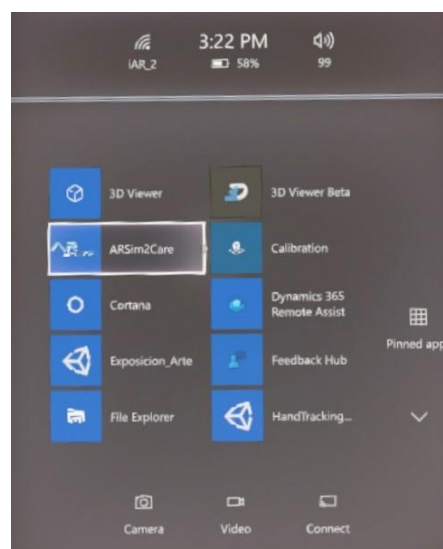 3:22 PM
iAR_2
58%
99
3D Viewer
3D Viewer Beta
ARSim2Care
Calibration
Cortana
Dynamics 365
Remote Assist
Pinned app
Exposicion_Arte
Feedback Hub
File Explorer
HandTracking...
Camera
Video
Connect